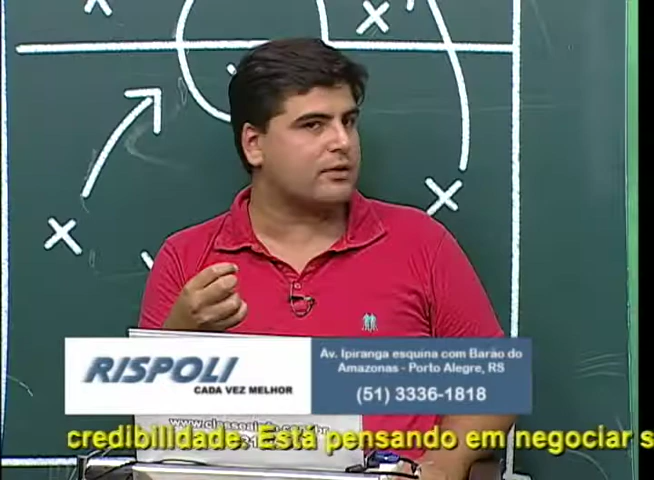 RISPOLI
CADA VEZ MELHOR
Av. Ipiranga esquina com Barão do
Amazonas - Porto Alegre, RS
(51) 3336-1818
credibilidade. Está pensando em negociar s